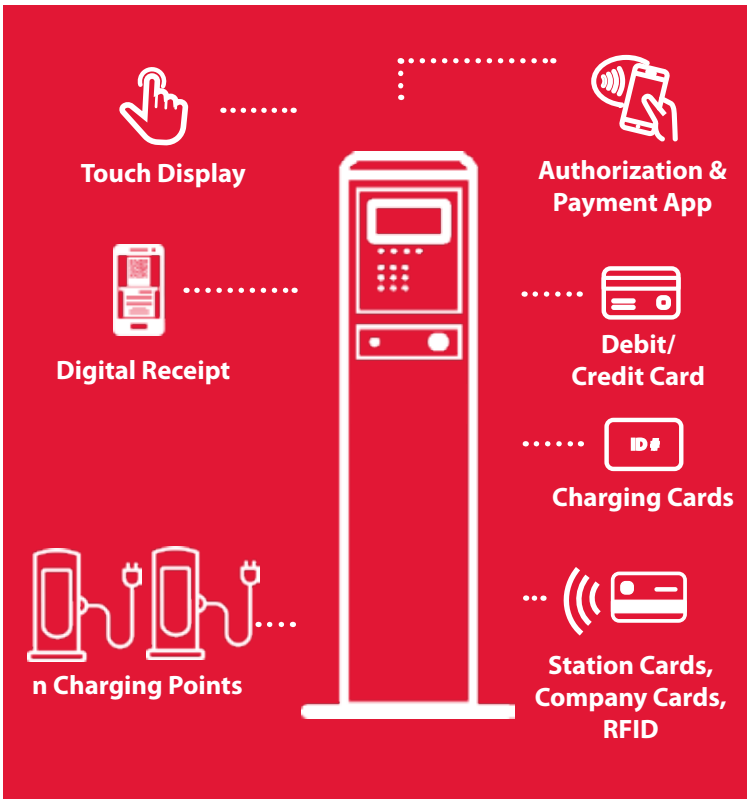 Touch Display
Authorization &
Payment App
Digital Receipt
Debit/
Credit Card
ID#
Charging Cards
n Charging Points
Station Cards,
Company Cards,
RFID